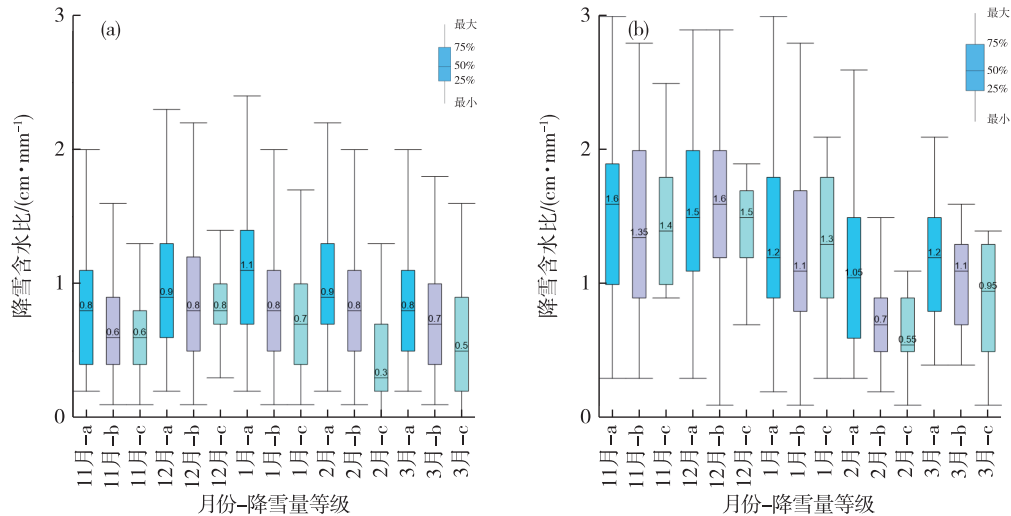 (a)
最大
75%
50%
25%
最小
降雪含水比/(cm·mm⁻¹)
3
2
1
0
0.8
0.6
0.6
0.9
0.8
0.8
1.1
0.8
0.7
0.9
0.8
0.3
0.8
0.7
0.5
11月-a
11月-b
11月-c
12月-a
12月-b
12月-c
1月-a
1月-b
1月-c
2月-a
2月-b
2月-c
3月-a
3月-b
3月-c
月份-降雪量等级
(b)
最大
75%
50%
25%
最小
降雪含水比/(cm·mm⁻¹)
3
2
1
0
1.6
1.35
1.4
1.5
1.6
1.5
1.2
1.1
1.3
1.05
0.7
0.55
1.2
1.1
0.95
11月-a
11月-b
11月-c
12月-a
12月-b
12月-c
1月-a
1月-b
1月-c
2月-a
2月-b
2月-c
3月-a
3月-b
3月-c
月份-降雪量等级